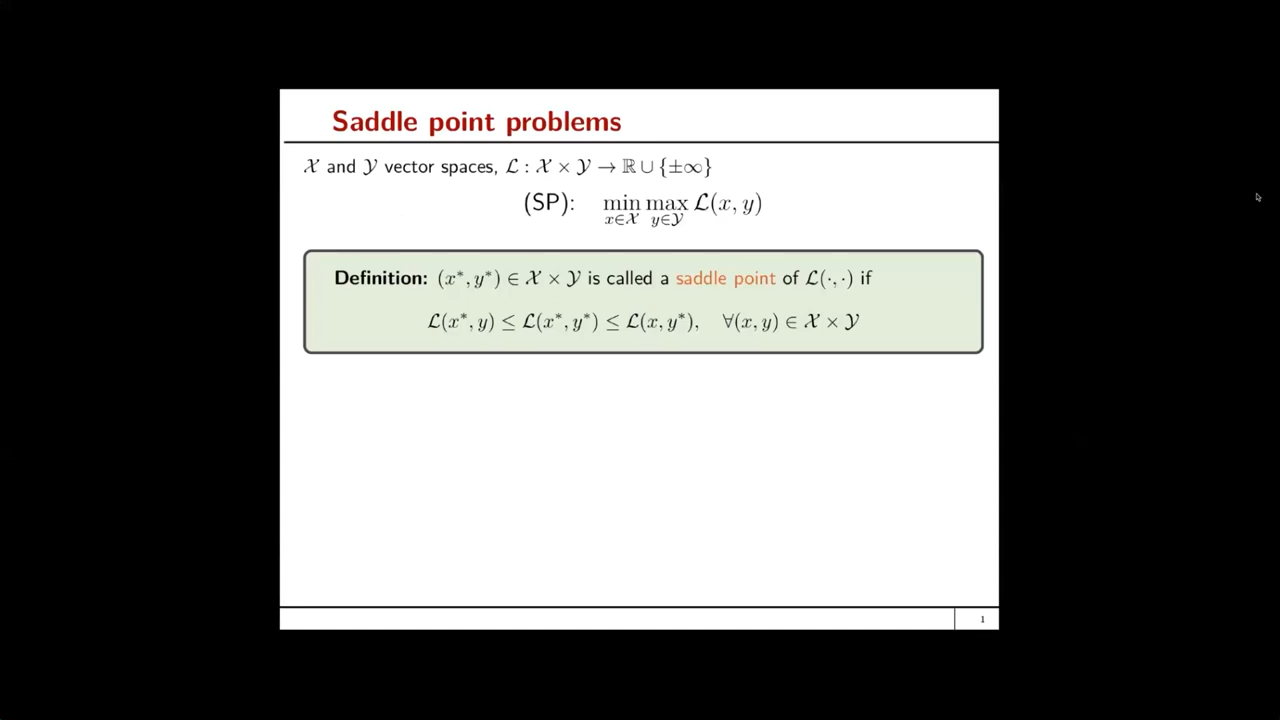 Saddle point problems
𝒳 and 𝒴 vector spaces, ℒ : 𝒳 × 𝒴 → ℝ ∪ {±∞}
(SP): min_{x∈𝒳} max_{y∈𝒴} ℒ(x, y)
Definition: (x*, y*) ∈ 𝒳 × 𝒴 is called a saddle point of ℒ(·, ·) if
ℒ(x*, y) ≤ ℒ(x*, y*) ≤ ℒ(x, y*), ∀(x, y) ∈ 𝒳 × 𝒴
1